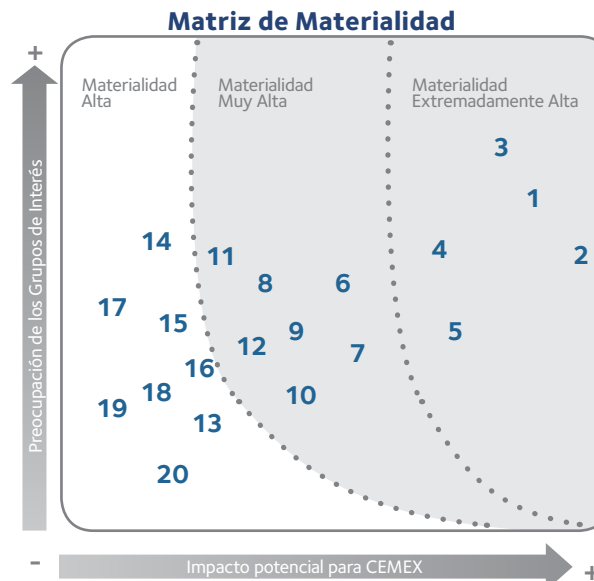 Matriz de Materialidad
+
Materialidad
Alta
Materialidad
Muy Alta
Materialidad
Extremadamente Alta
Preocupación de los Grupos de Interés
3
1
14
4
2
11
8
6
17
15
9
5
12
7
16
18
10
19
13
20
-
Impacto potencial para CEMEX
+